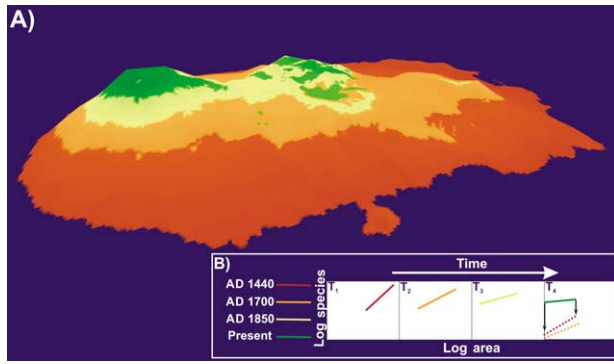 A)
B)
Time
AD 1440
AD 1700
AD 1850
Present
Log species
T1
T2
T3
T4
Log area